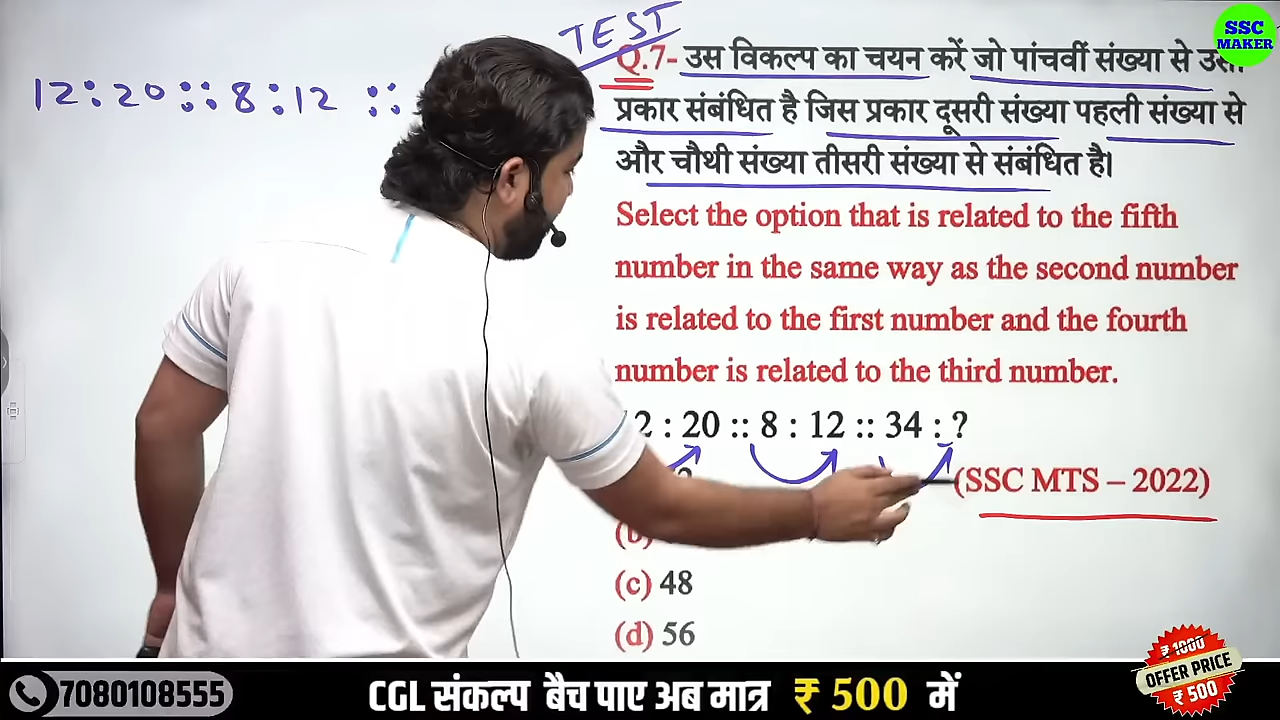 TEST
SSC
MAKER
12:20::8:12 ::
Q.7- उस विकल्प का चयन करें जो पांचवीं संख्या से
प्रकार संबंधित है जिस प्रकार दूसरी संख्या पहली संख्या से
और चौथी संख्या तीसरी संख्या से संबंधित है।
Select the option that is related to the fifth
number in the same way as the second number
is related to the first number and the fourth
number is related to the third number.
2 : 20 :: 8 : 12 :: 34 : ?
(SSC MTS – 2022)
(c) 48
(d) 56
7080108555 CGL संकल्प बैच पाए अब मात्र ₹ 500 में
₹ 1000
OFFER PRICE
₹ 500